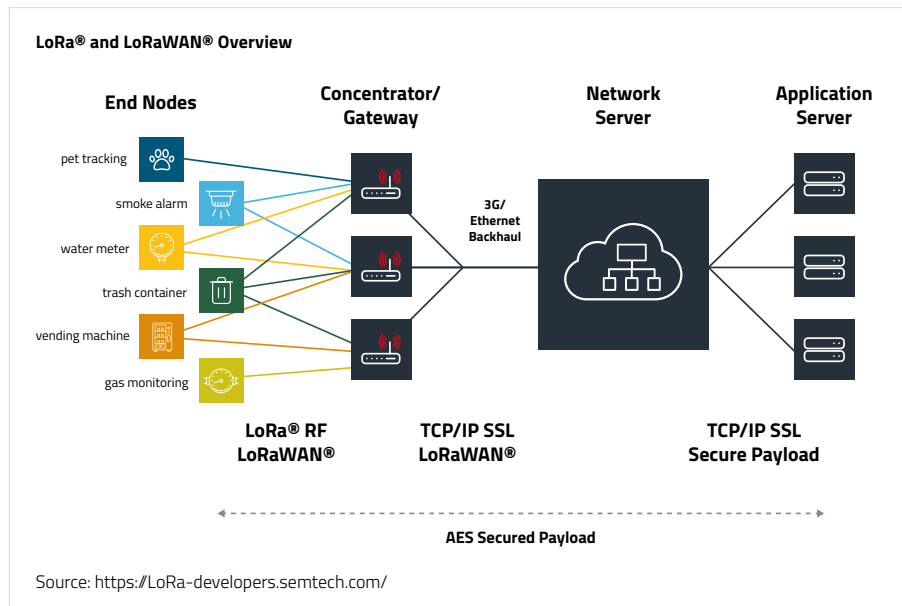 LoRa® and LoRaWAN® Overview
End Nodes
Concentrator/
Gateway
Network
Server
Application
Server
pet tracking
smoke alarm
water meter
trash container
vending machine
gas monitoring
3G/
Ethernet
Backhaul
LoRa® RF
LoRaWAN®
TCP/IP SSL
LoRaWAN®
TCP/IP SSL
Secure Payload
AES Secured Payload
Source: https://LoRa-developers.semtech.com/